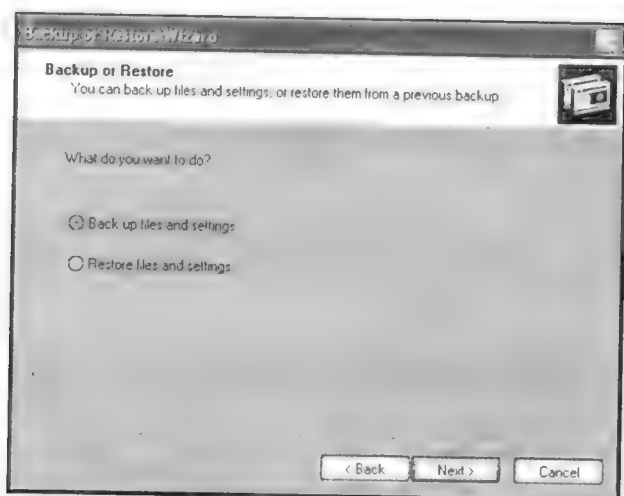 Backup or Restore Wizard
Backup or Restore
You can back up files and settings, or restore them from a previous backup
What do you want to do?
Back up files and settings
Restore files and settings
< Back
Next >
Cancel